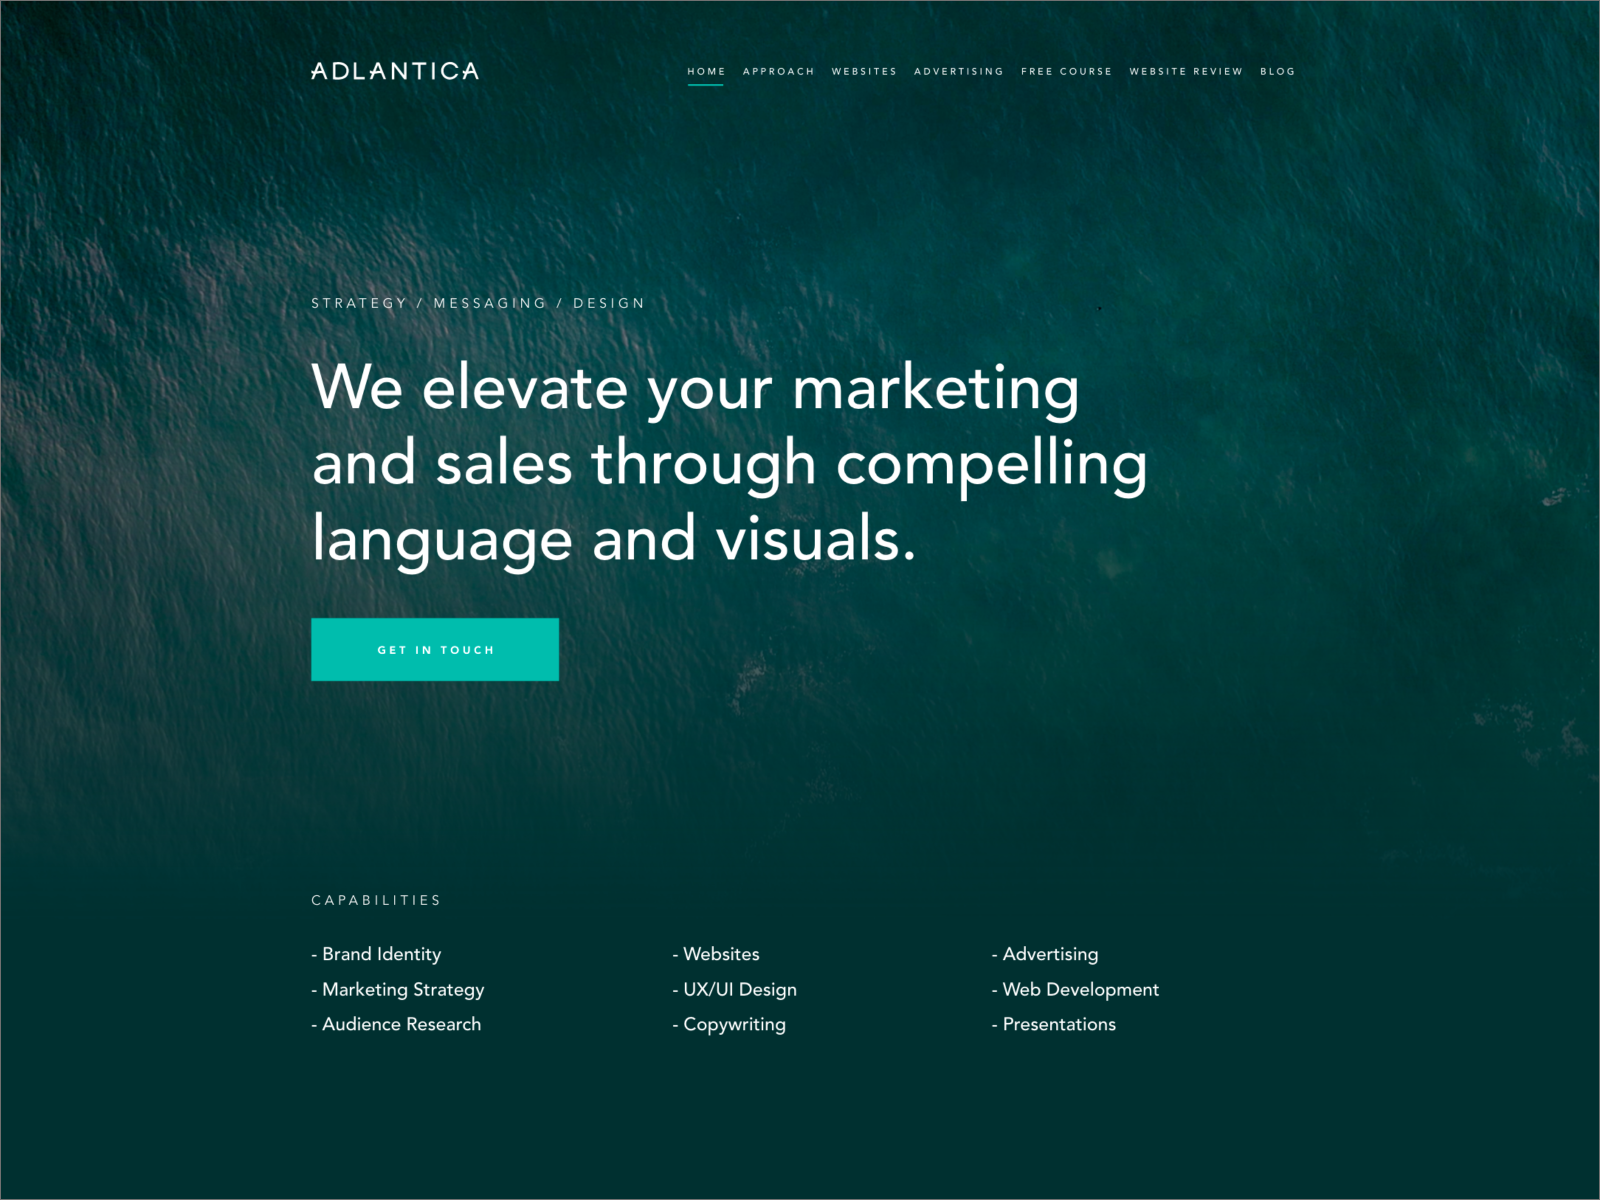 ADLANTICA
HOME APPROACH WEBSITES ADVERTISING FREE COURSE WEBSITE REVIEW BLOG
STRATEGY / MESSAGING / DESIGN
We elevate your marketing
and sales through compelling
language and visuals.
GET IN TOUCH
CAPABILITIES
- Brand Identity
- Marketing Strategy
- Audience Research
- Websites
- UX/UI Design
- Copywriting
- Advertising
- Web Development
- Presentations